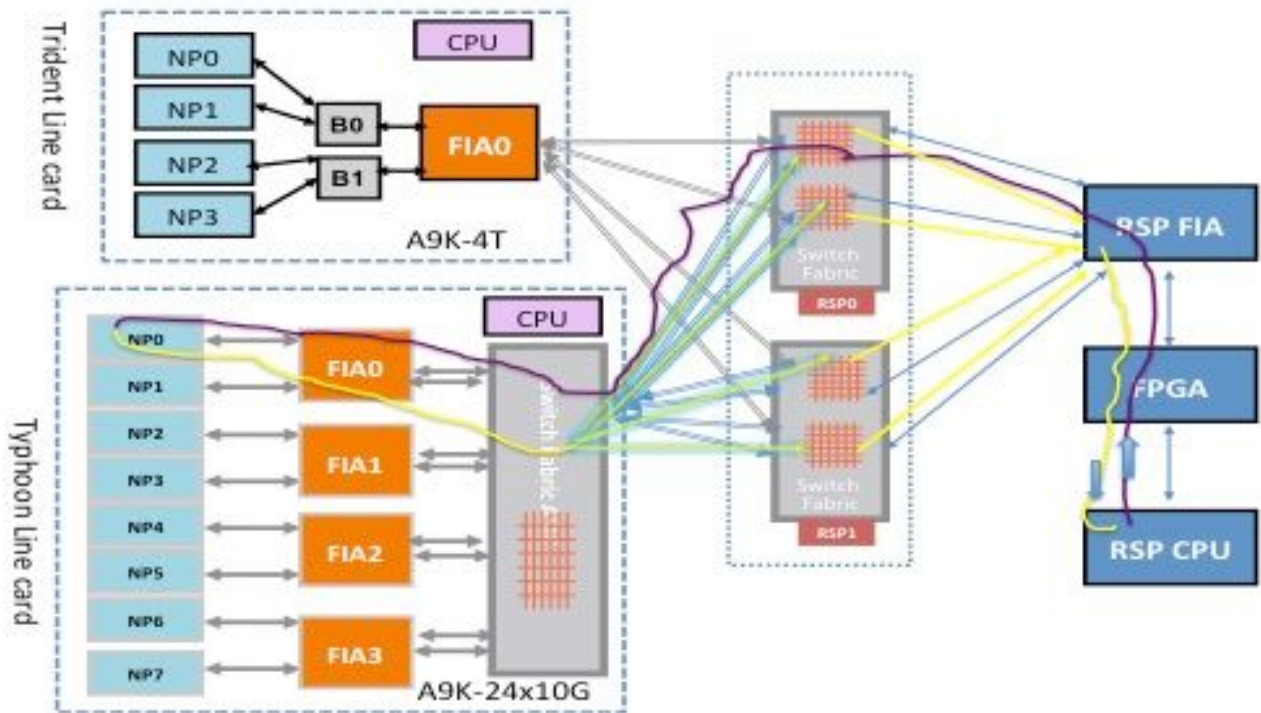 Trident Line card
CPU
NP0
NP1
NP2
NP3
B0
B1
FIA0
A9K-4T
Typhoon Line card
CPU
NP0
NP1
NP2
NP3
NP4
NP5
NP6
NP7
FIA0
FIA1
FIA2
FIA3
Switch Fabric
A9K-24x10G
Switch
Fabric
RSP0
Switch
Fabric
RSP1
RSP FIA
FPGA
RSP CPU